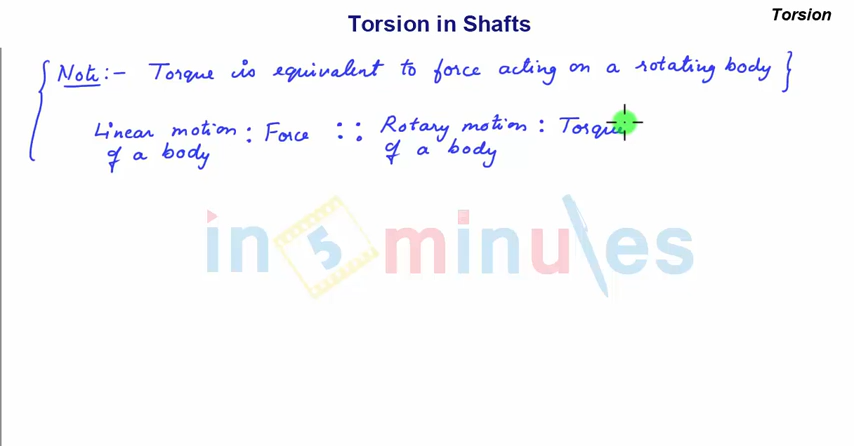 Torsion in Shafts
Torsion
Note:- Torque is equivalent to force acting on a rotating body
Linear motion : Force :: Rotary motion : Torque
of a body of a body
in 5 minutes